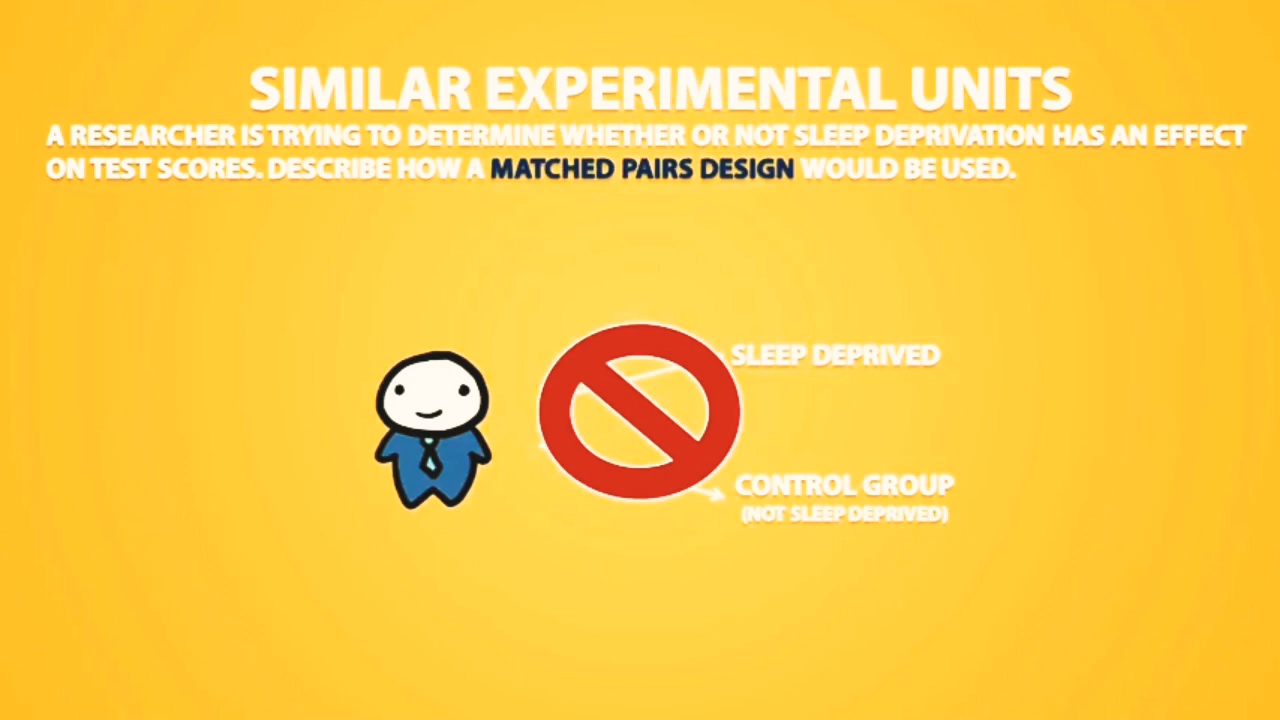 SIMILAR EXPERIMENTAL UNITS
A RESEARCHER IS TRYING TO DETERMINE WHETHER OR NOT SLEEP DEPRIVATION HAS AN EFFECT
ON TEST SCORES. DESCRIBE HOW A MATCHED PAIRS DESIGN WOULD BE USED.
SLEEP DEPRIVED
CONTROL GROUP
(NOT SLEEP DEPRIVED)